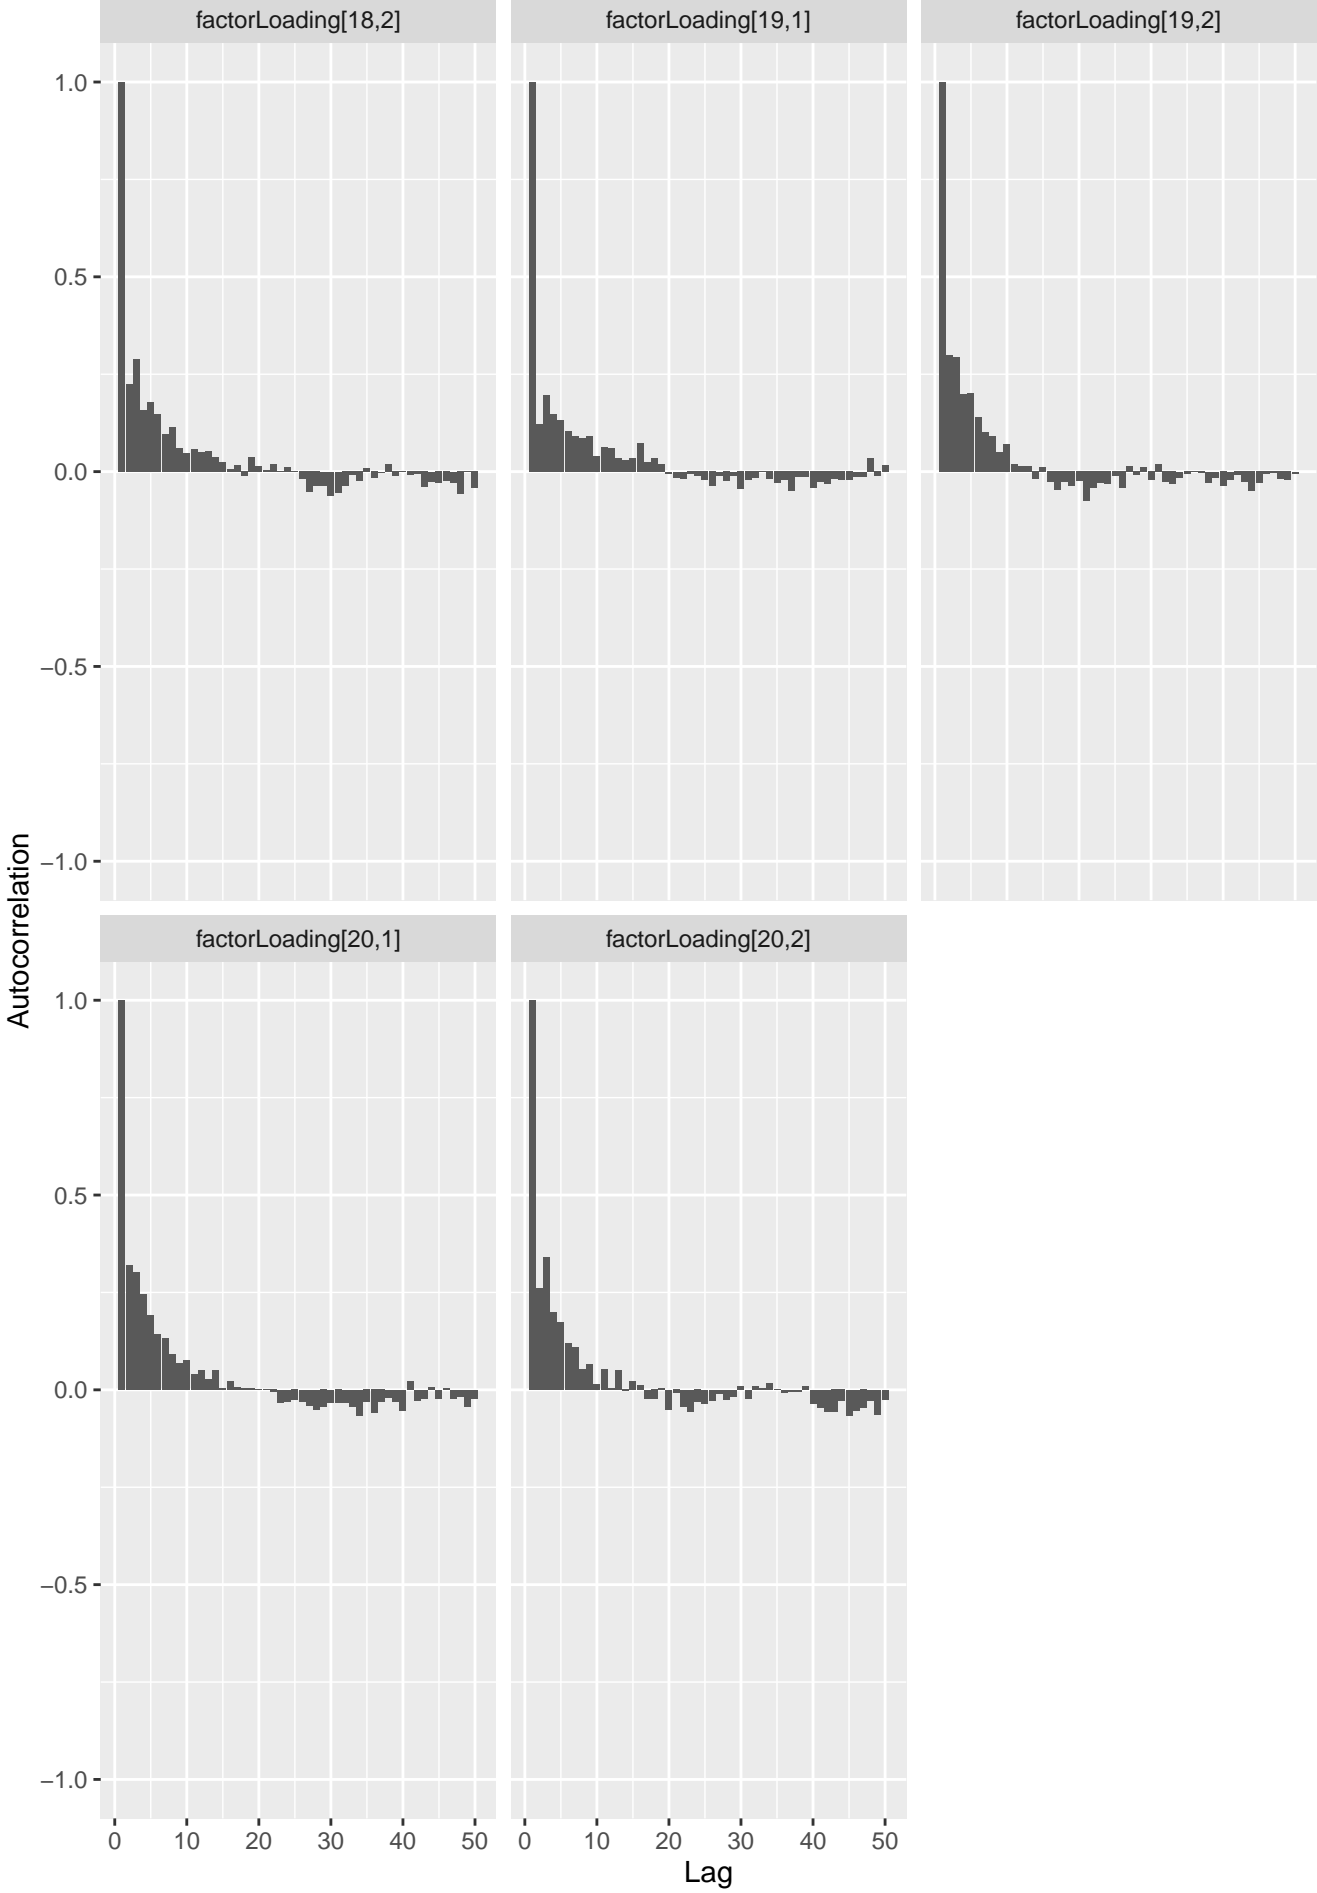 factorLoading[18,2] factorLoading[19,1] factorLoading[19,2]
1.0
0.5
0.0
−0.5
−1.0
Autocorrelation
factorLoading[20,1] factorLoading[20,2]
1.0
0.5
0.0
−0.5
−1.0
0 10 20 30 40 50 0 10 20 30 40 50
Lag